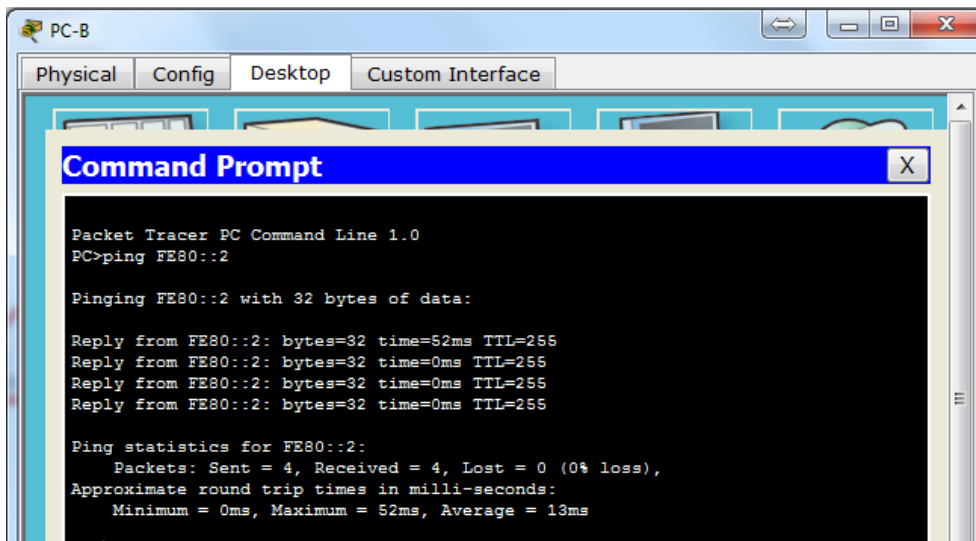 PC-B
Physical Config Desktop Custom Interface
Command Prompt X
Packet Tracer PC Command Line 1.0
PC>ping FE80::2
Pinging FE80::2 with 32 bytes of data:
Reply from FE80::2: bytes=32 time=52ms TTL=255
Reply from FE80::2: bytes=32 time=0ms TTL=255
Reply from FE80::2: bytes=32 time=0ms TTL=255
Reply from FE80::2: bytes=32 time=0ms TTL=255
Ping statistics for FE80::2:
Packets: Sent = 4, Received = 4, Lost = 0 (0% loss),
Approximate round trip times in milli-seconds:
Minimum = 0ms, Maximum = 52ms, Average = 13ms